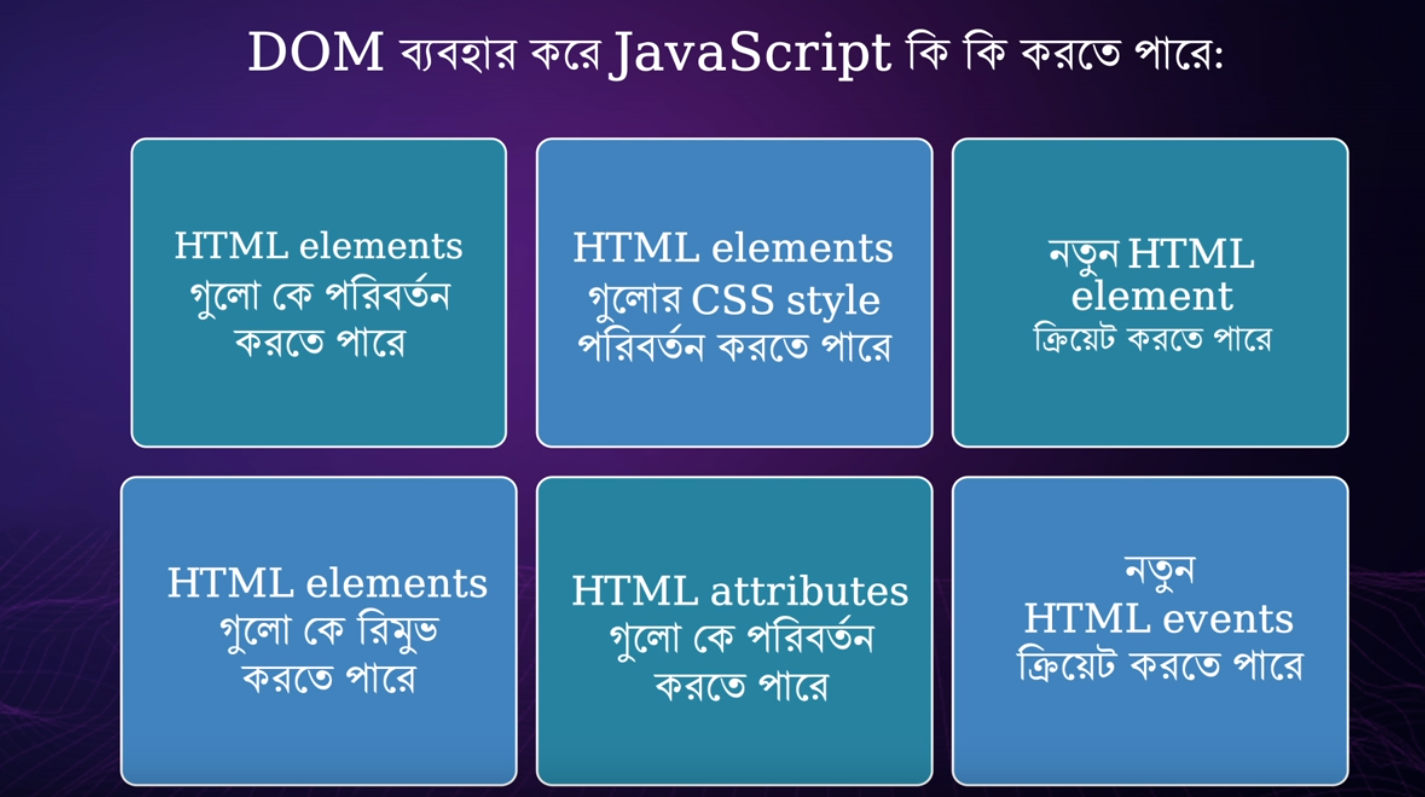 DOM ব্যবহার করে JavaScript কি কি করতে পারে:
HTML elements
গুলো কে পরিবর্তন
করতে পারে
HTML elements
গুলোর CSS style
পরিবর্তন করতে পারে
নতুন HTML
element
ক্রিয়েট করতে পারে
HTML elements
গুলো কে রিমুভ
করতে পারে
HTML attributes
গুলো কে পরিবর্তন
করতে পারে
নতুন
HTML events
ক্রিয়েট করতে পারে